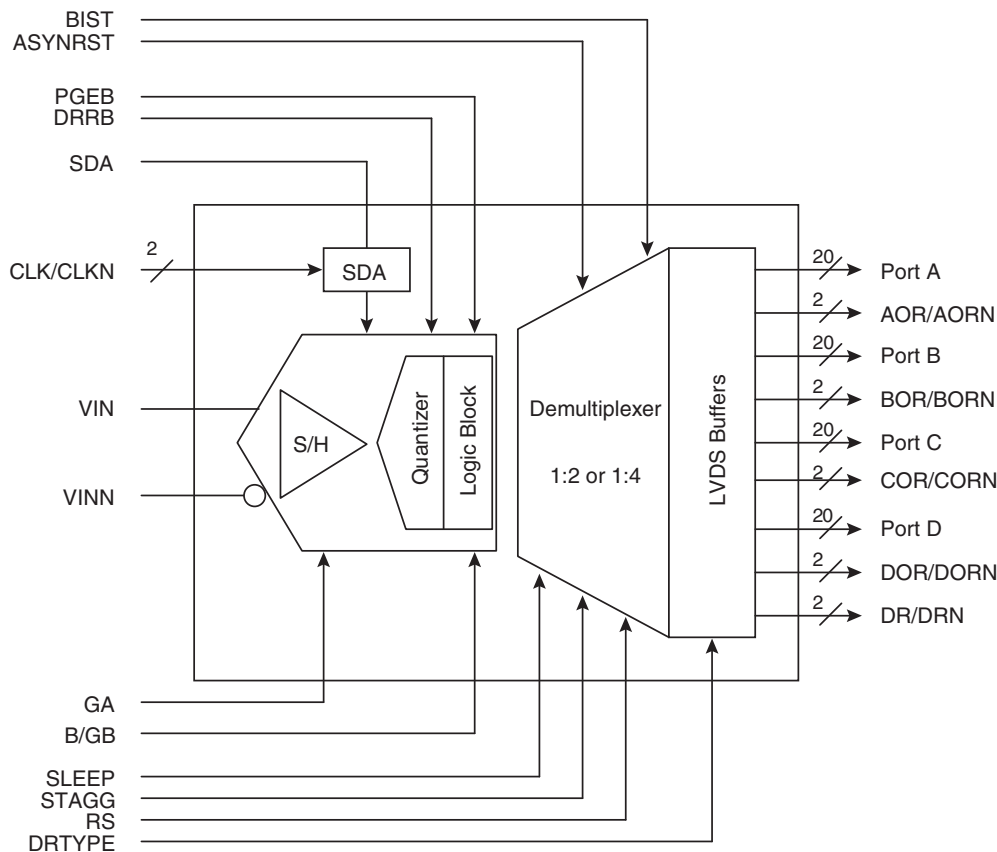 BIST
ASYNRST
PGEB
DRRB
SDA
2
CLK/CLKN
SDA
VIN
VINN
S/H
Quantizer
Logic Block
Demultiplexer
1:2 or 1:4
LVDS Buffers
20
Port A
2
AOR/AORN
20
Port B
2
BOR/BORN
20
Port C
2
COR/CORN
20
Port D
2
DOR/DORN
2
DR/DRN
GA
B/GB
SLEEP
STAGG
RS
DRTYPE